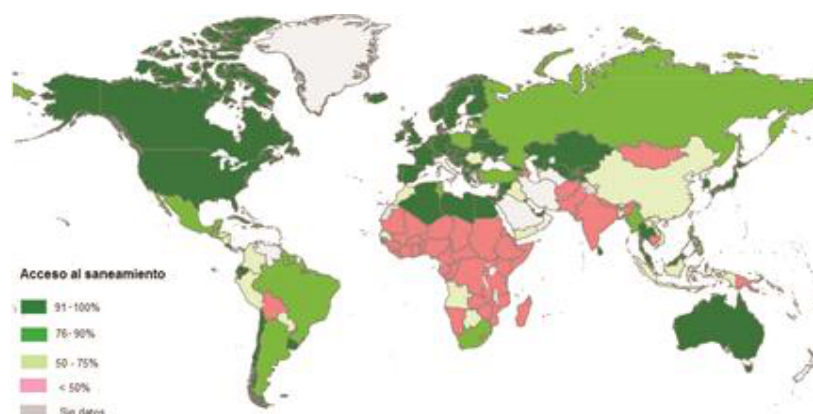 Acceso al saneamiento
91-100%
76-90%
50 - 75%
< 50%
Sin datos